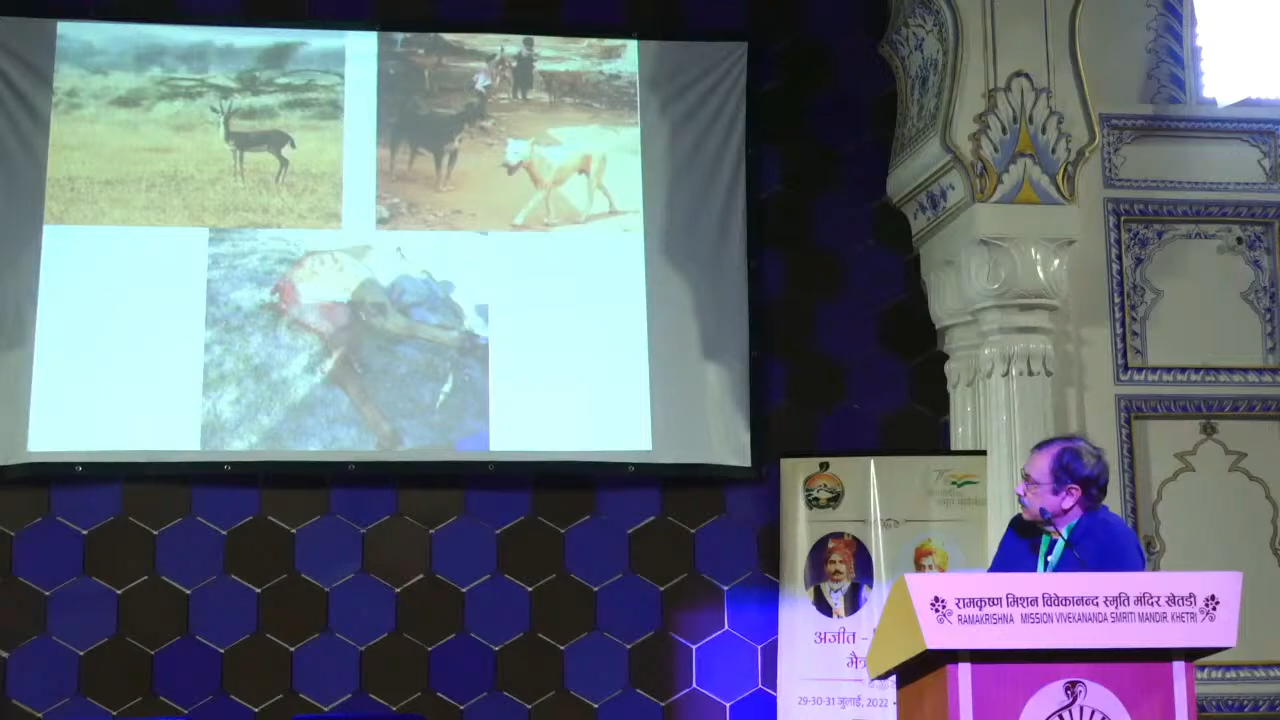 अजीत -
29-30-31 जुलाई, 2022
रामकृष्ण मिशन विवेकानन्द स्मृति मंदिर, खेतड़ी
RAMAKRISHNA MISSION VIVEKANANDA SMRITI MANDIR, KHETRI